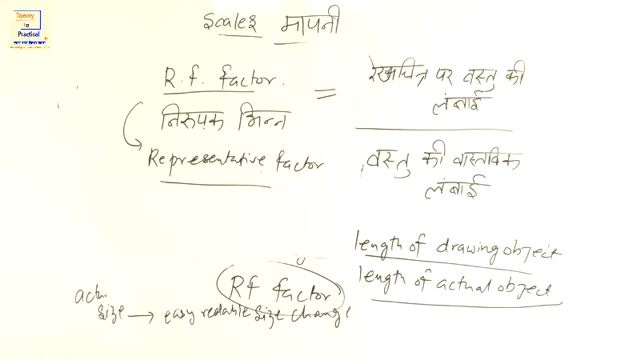 Theory
to
Practical
Scales मापनी
R.f. factor.
निरूपक भिन्न
Representative factor
=
रेखाचित्र पर वस्तु की
लंबाई
वस्तु की वास्तविक
लंबाई
length of drawing object
length of actual object
Rf factor
size → easy readable size change